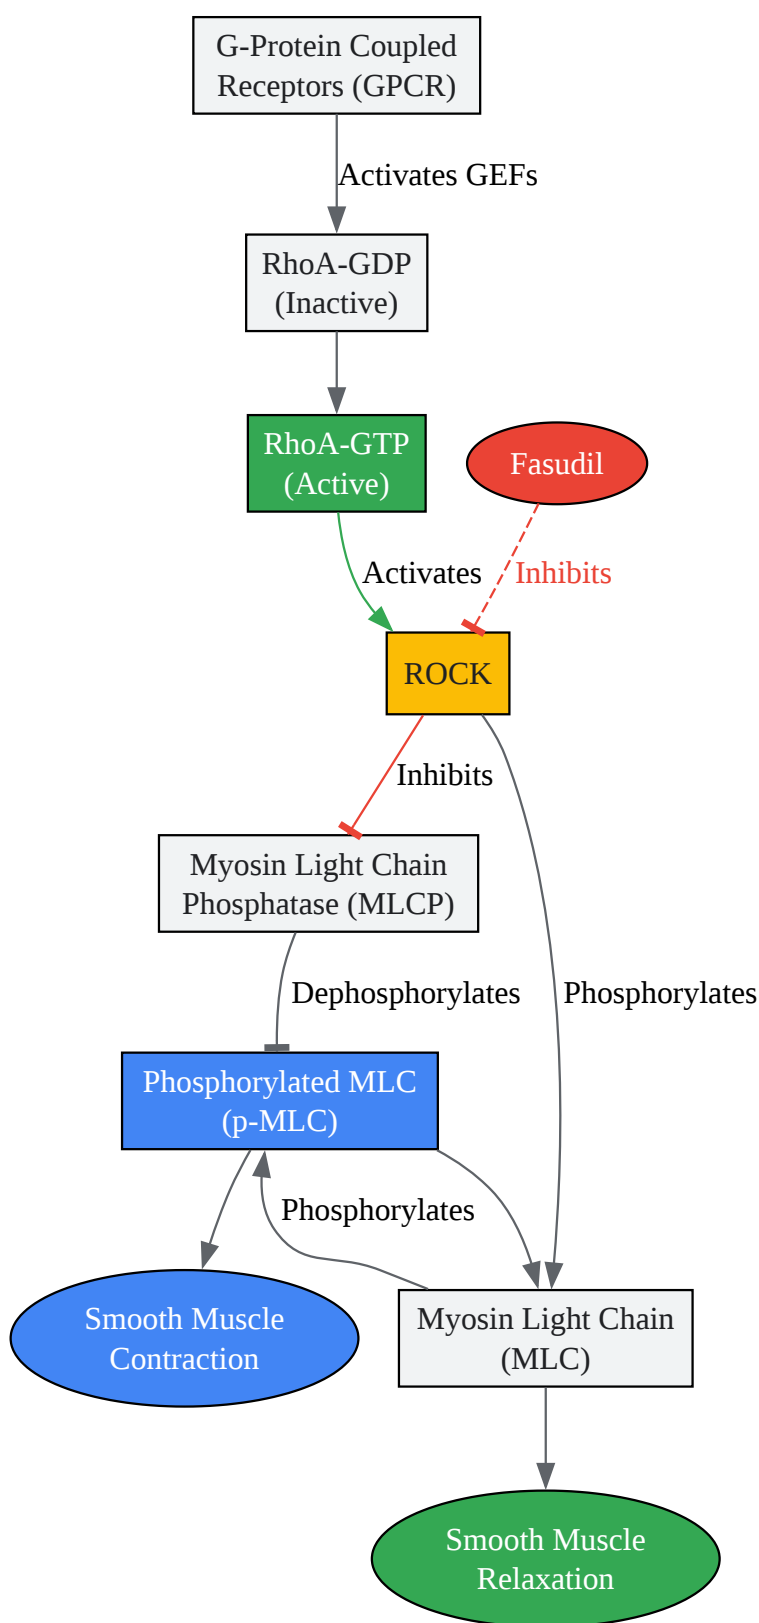 G-Protein Coupled
Receptors (GPCR)
Activates GEFs
RhoA-GDP
(Inactive)
RhoA-GTP
(Active)
Fasudil
Activates
Inhibits
ROCK
Inhibits
Myosin Light Chain
Phosphatase (MLCP)
Dephosphorylates
Phosphorylates
Phosphorylated MLC
(p-MLC)
Phosphorylates
Smooth Muscle
Contraction
Myosin Light Chain
(MLC)
Smooth Muscle
Relaxation